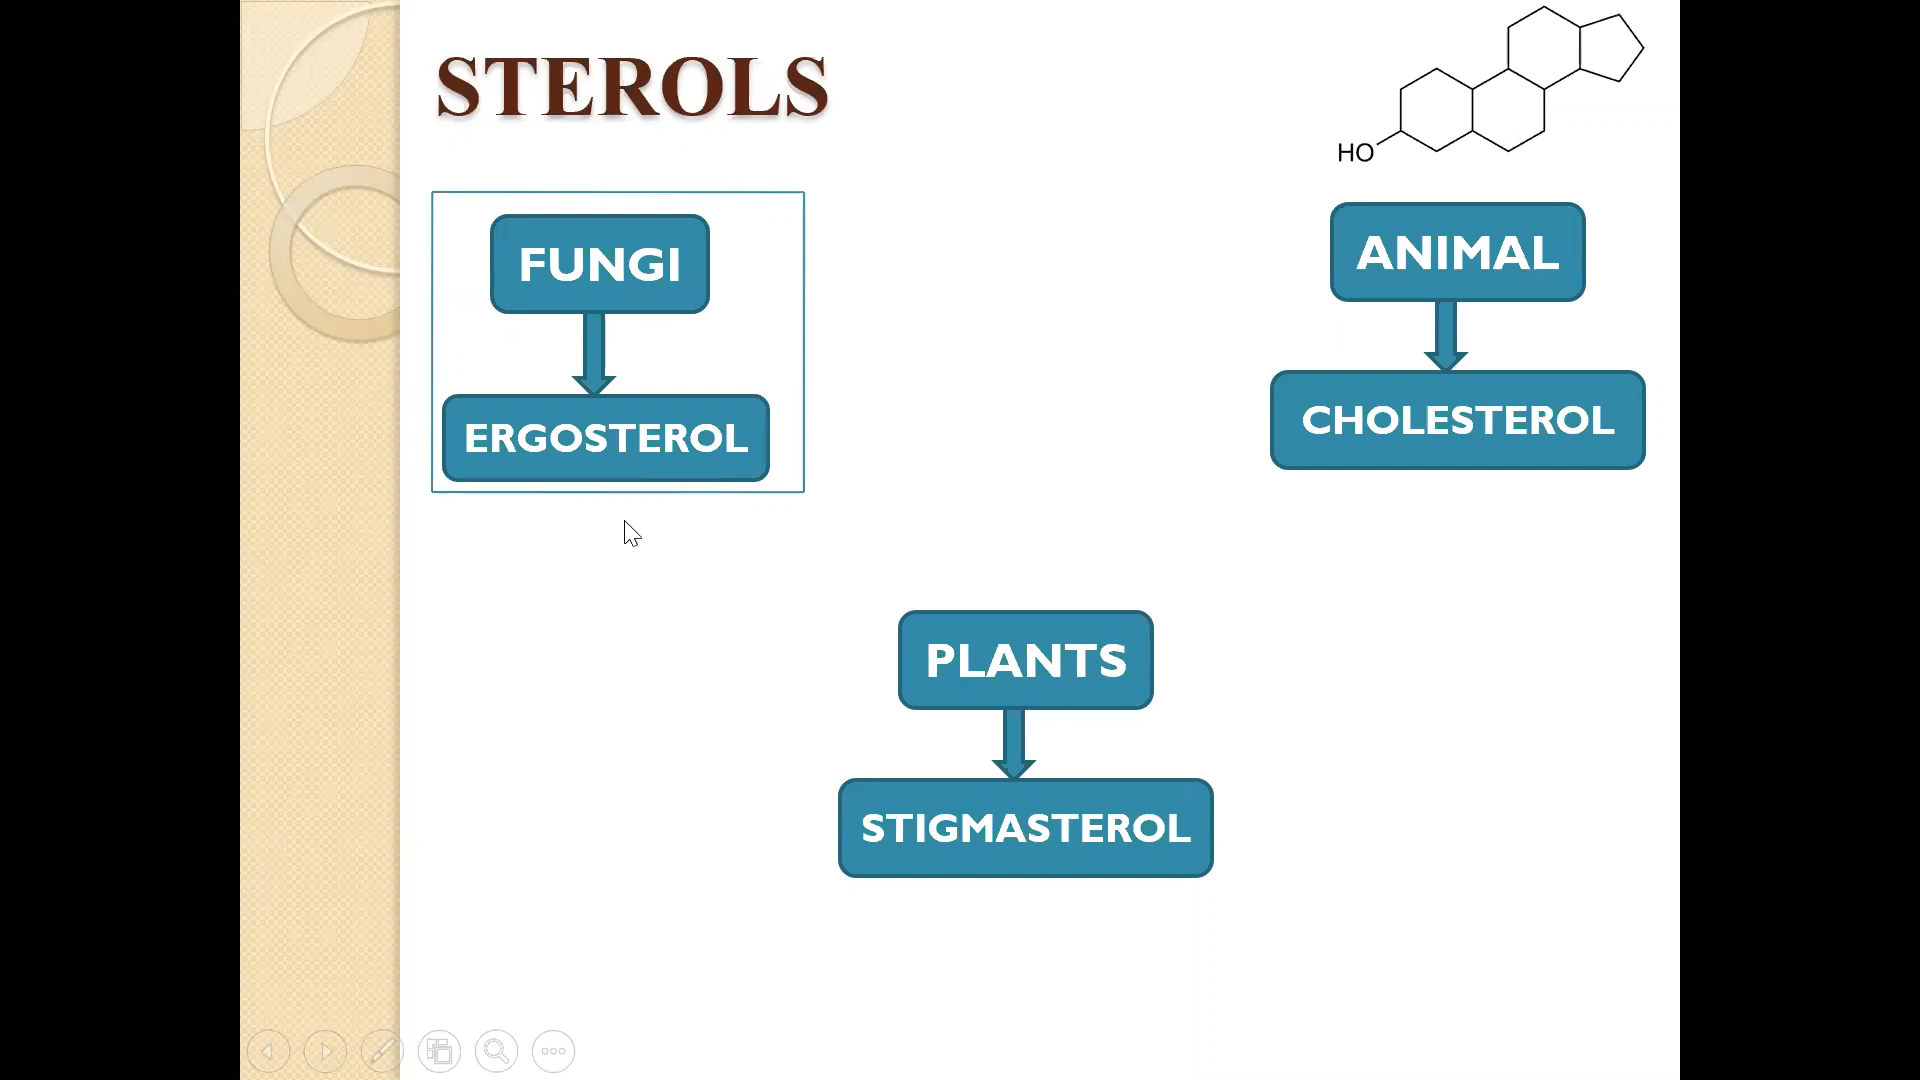 STEROLS
HO
FUNGI
ERGOSTEROL
ANIMAL
CHOLESTEROL
PLANTS
STIGMASTEROL